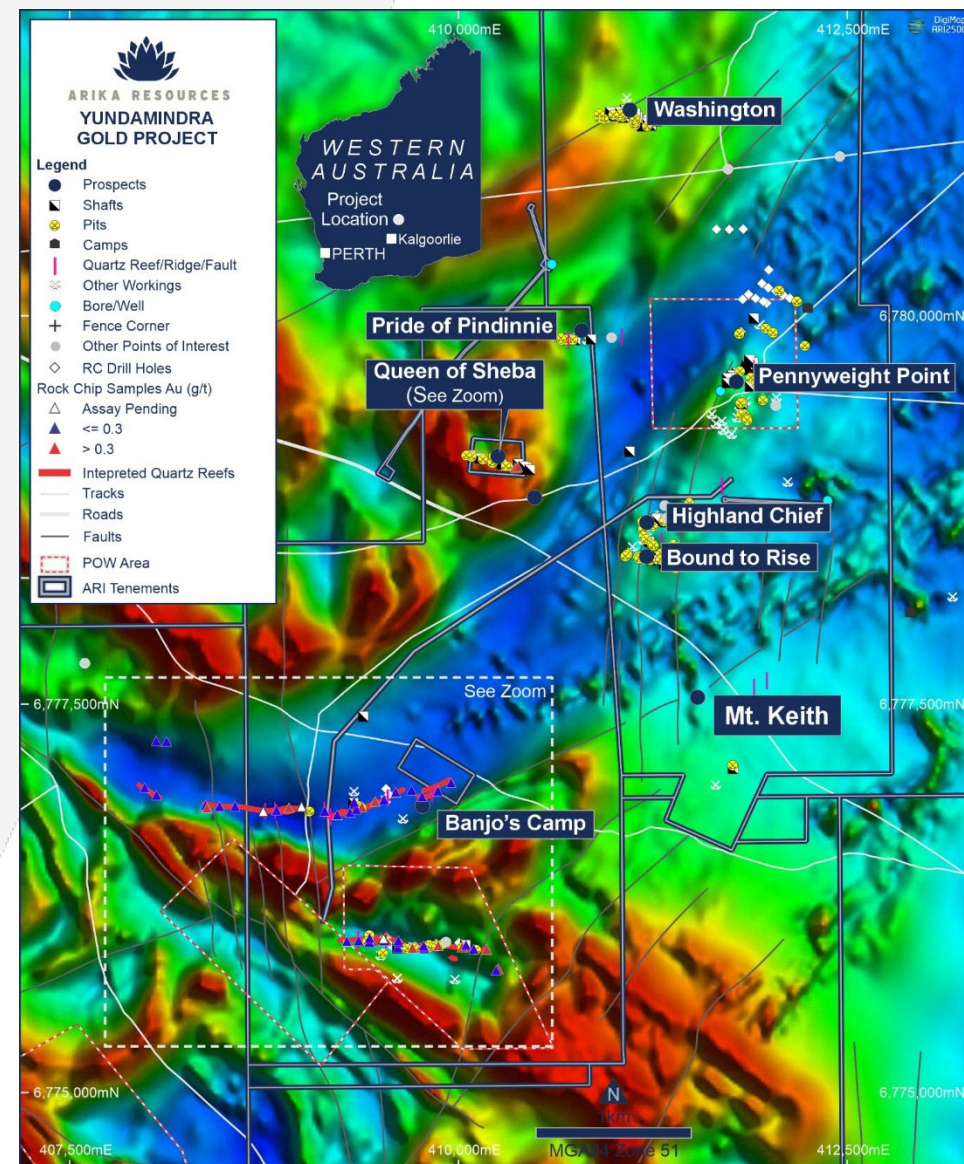 ARIKA RESOURCES
YUNDAMINDRA
GOLD PROJECT
Legend
Prospects
Shafts
Pits
Camps
Quartz Reef/Ridge/Fault
Other Workings
Bore/Well
Fence Corner
Other Points of Interest
RC Drill Holes
Rock Chip Samples Au (g/t)
Assay Pending
<= 0.3
> 0.3
Intepreted Quartz Reefs
Tracks
Roads
Faults
POW Area
ARI Tenements
410,000mE
412,500mE
DigiMap
WESTERN
AUSTRALIA
Project
Location
Kalgoorlie
PERTH
Washington
6,780,000mN
Pride of Pindinnie
Queen of Sheba
(See Zoom)
Pennyweight Point
Highland Chief
Bound to Rise
See Zoom
6,777,500mN
6,777,500mN
Mt. Keith
Banjo's Camp
6,775,000mN
6,775,000mN
N
1km
MGA94 Zone 51
407,500mE
410,000mE
412,500mE